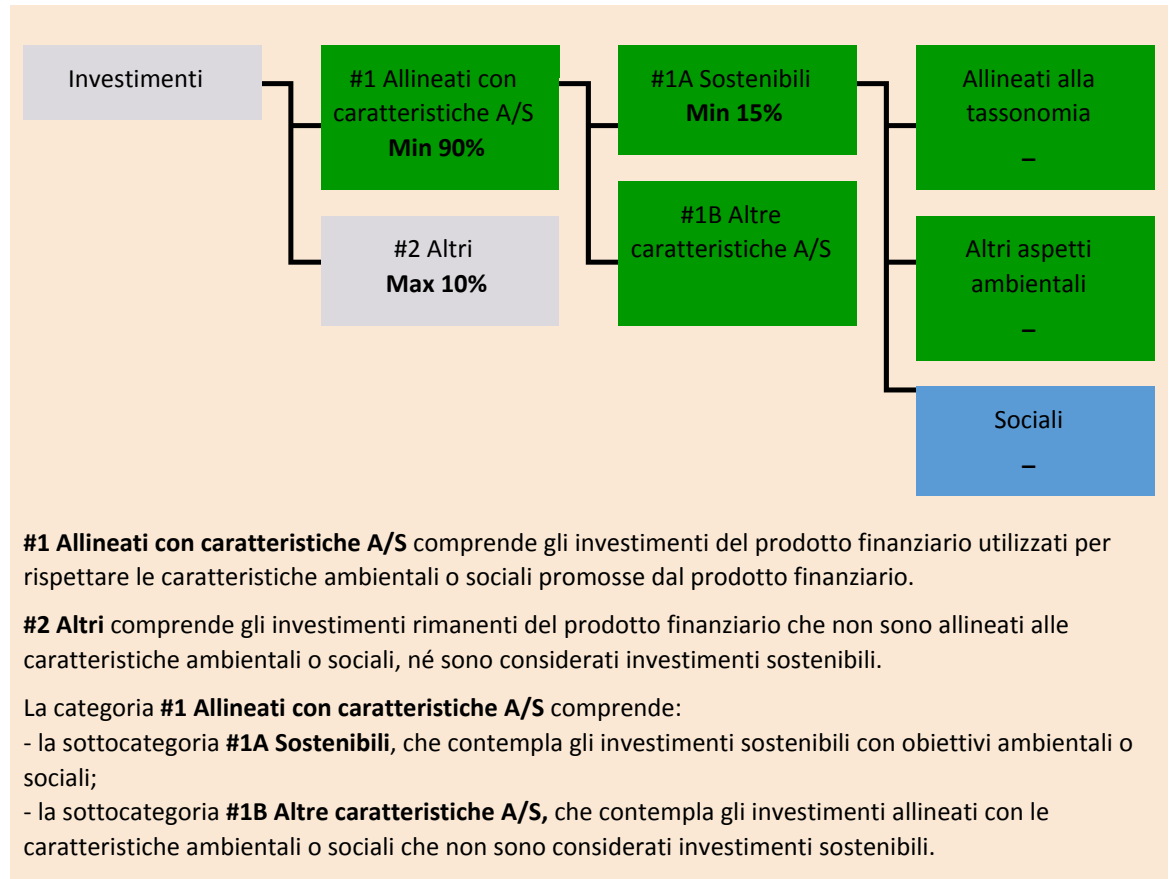 Investimenti
#1 Allineati con
caratteristiche A/S
Min 90%
#2 Altri
Max 10%
#1A Sostenibili
Min 15%
#1B Altre
caratteristiche A/S
Allineati alla
tassonomia
–
Altri aspetti
ambientali
–
Sociali
–
#1 Allineati con caratteristiche A/S comprende gli investimenti del prodotto finanziario utilizzati per
rispettare le caratteristiche ambientali o sociali promosse dal prodotto finanziario.
#2 Altri comprende gli investimenti rimanenti del prodotto finanziario che non sono allineati alle
caratteristiche ambientali o sociali, né sono considerati investimenti sostenibili.
La categoria #1 Allineati con caratteristiche A/S comprende:
- la sottocategoria #1A Sostenibili, che contempla gli investimenti sostenibili con obiettivi ambientali o
sociali;
- la sottocategoria #1B Altre caratteristiche A/S, che contempla gli investimenti allineati con le
caratteristiche ambientali o sociali che non sono considerati investimenti sostenibili.